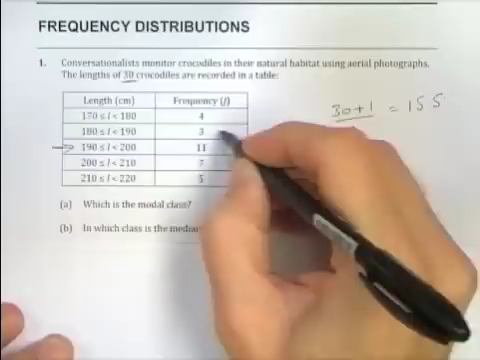 FREQUENCY DISTRIBUTIONS
1. Conversationalists monitor crocodiles in their natural habitat using aerial photographs.
The lengths of 30 crocodiles are recorded in a table:
Length (cm) Frequency (f)
170 ≤ l < 180 4
180 ≤ l < 190 3
190 ≤ l < 200 11
200 ≤ l < 210 7
210 ≤ l < 220 5
30+1 = 15 5
(a) Which is the modal class?
(b) In which class is the median